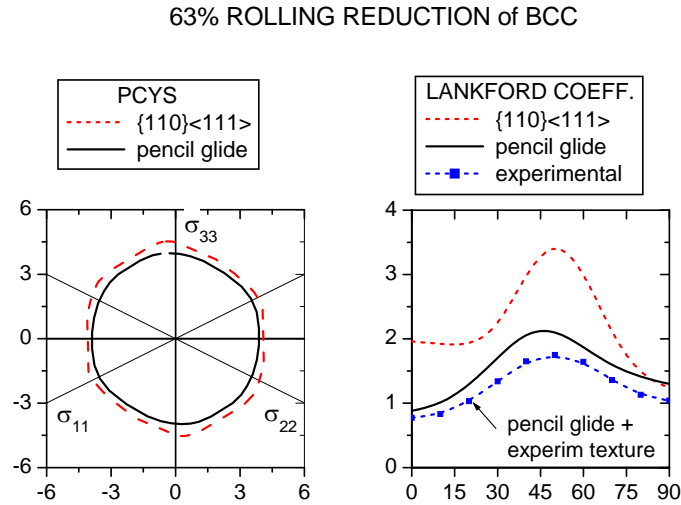 63% ROLLING REDUCTION of BCC
PCYS
{110}<111>
pencil glide
LANKFORD COEFF.
{110}<111>
pencil glide
experimental
6
3
0
-3
-6
-6
-3
0
3
6
σ33
σ11
σ22
4
3
2
1
0
0
15
30
45
60
75
90
pencil glide +
experim texture